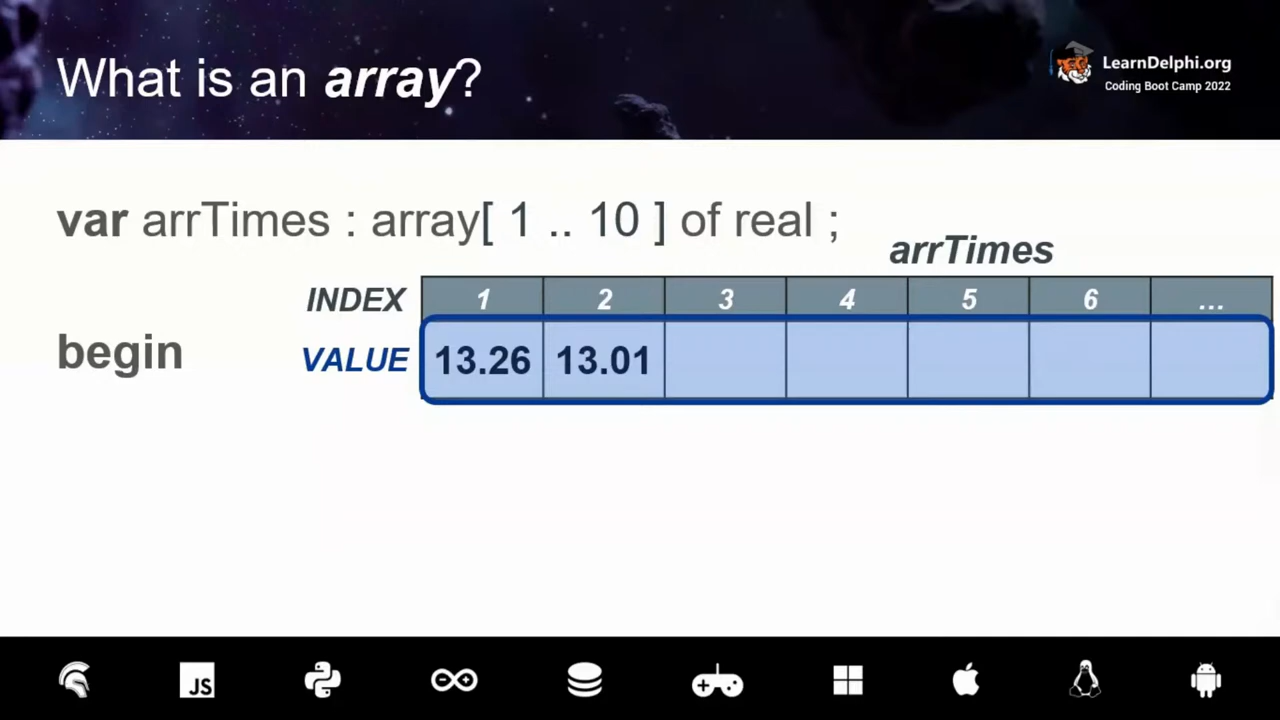 What is an array?
LearnDelphi.org
Coding Boot Camp 2022
var arrTimes : array[ 1 .. 10 ] of real ;
arrTimes
INDEX 1 2 3 4 5 6 ...
begin VALUE 13.26 13.01
JS